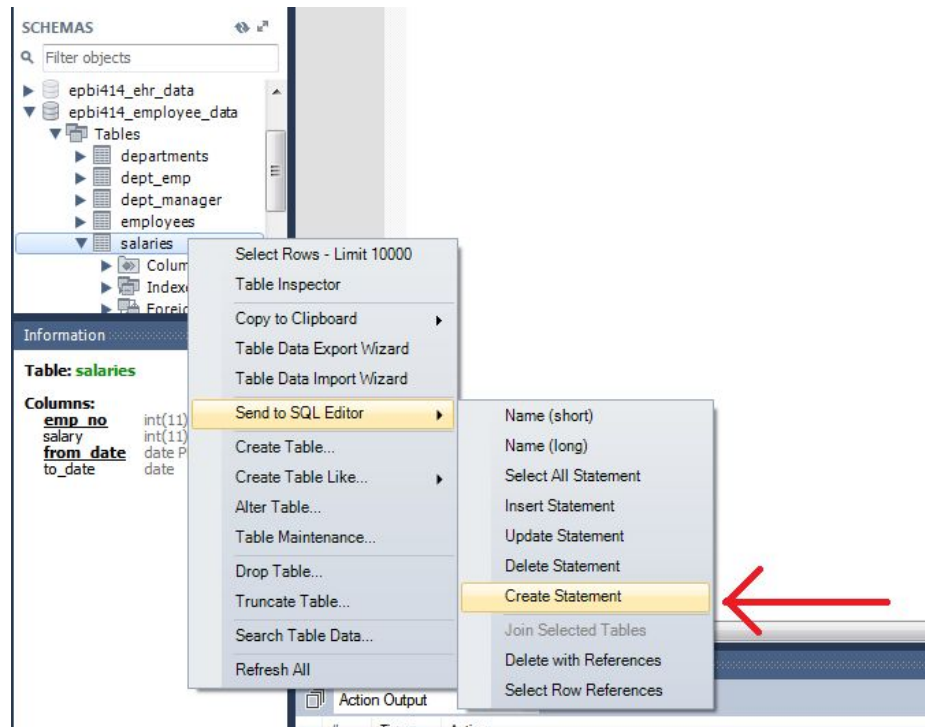 SCHEMAS
Filter objects
epbi414_ehr_data
epbi414_employee_data
Tables
departments
dept_emp
dept_manager
employees
salaries
Colum
Indexe
Foreig
Information
Table: salaries
Columns:
emp_no int(11)
salary int(11)
from_date date P
to_date date
Select Rows - Limit 10000
Table Inspector
Copy to Clipboard
Table Data Export Wizard
Table Data Import Wizard
Send to SQL Editor
Create Table...
Create Table Like...
Alter Table...
Table Maintenance...
Drop Table...
Truncate Table...
Search Table Data...
Refresh All
Name (short)
Name (long)
Select All Statement
Insert Statement
Update Statement
Delete Statement
Create Statement
Join Selected Tables
Delete with References
Select Row References
Action Output